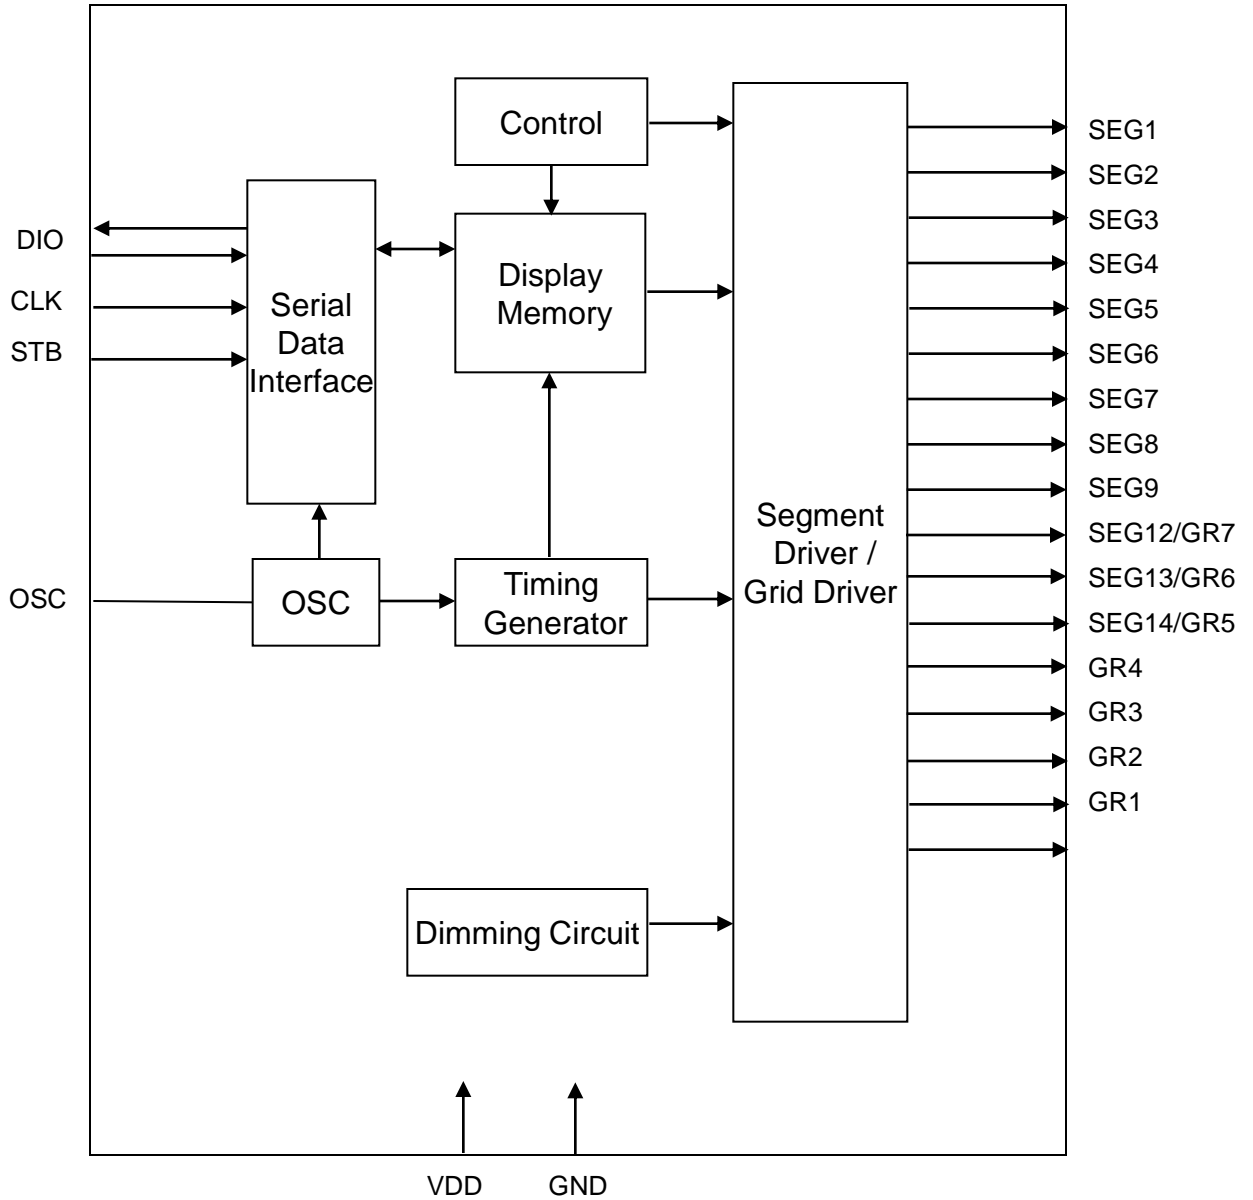 DIO
CLK
STB
OSC
Serial
Data
Interface
OSC
Control
Display
Memory
Timing
Generator
Dimming Circuit
Segment
Driver /
Grid Driver
SEG1
SEG2
SEG3
SEG4
SEG5
SEG6
SEG7
SEG8
SEG9
SEG12/GR7
SEG13/GR6
SEG14/GR5
GR4
GR3
GR2
GR1
VDD
GND